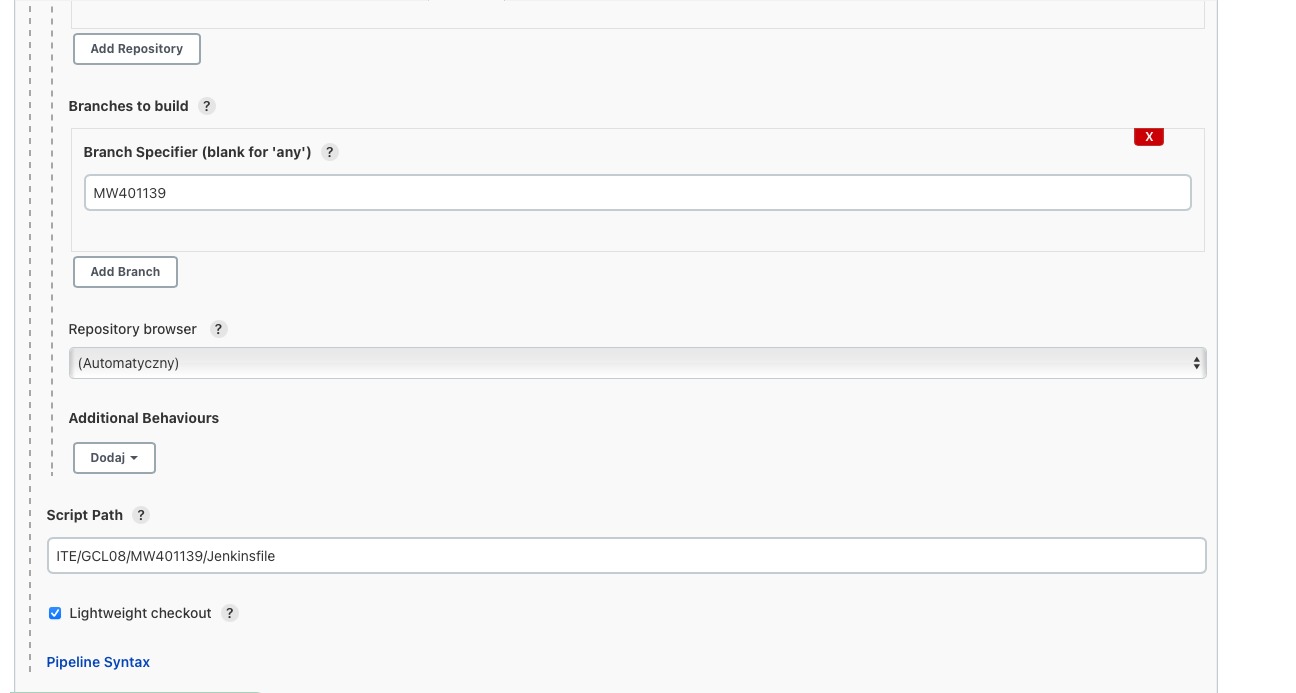 Add Repository
Branches to build ?
X
Branch Specifier (blank for 'any') ?
MW401139
Add Branch
Repository browser ?
(Automatyczny)
Additional Behaviours
Dodaj
Script Path ?
ITE/GCL08/MW401139/Jenkinsfile
Lightweight checkout ?
Pipeline Syntax